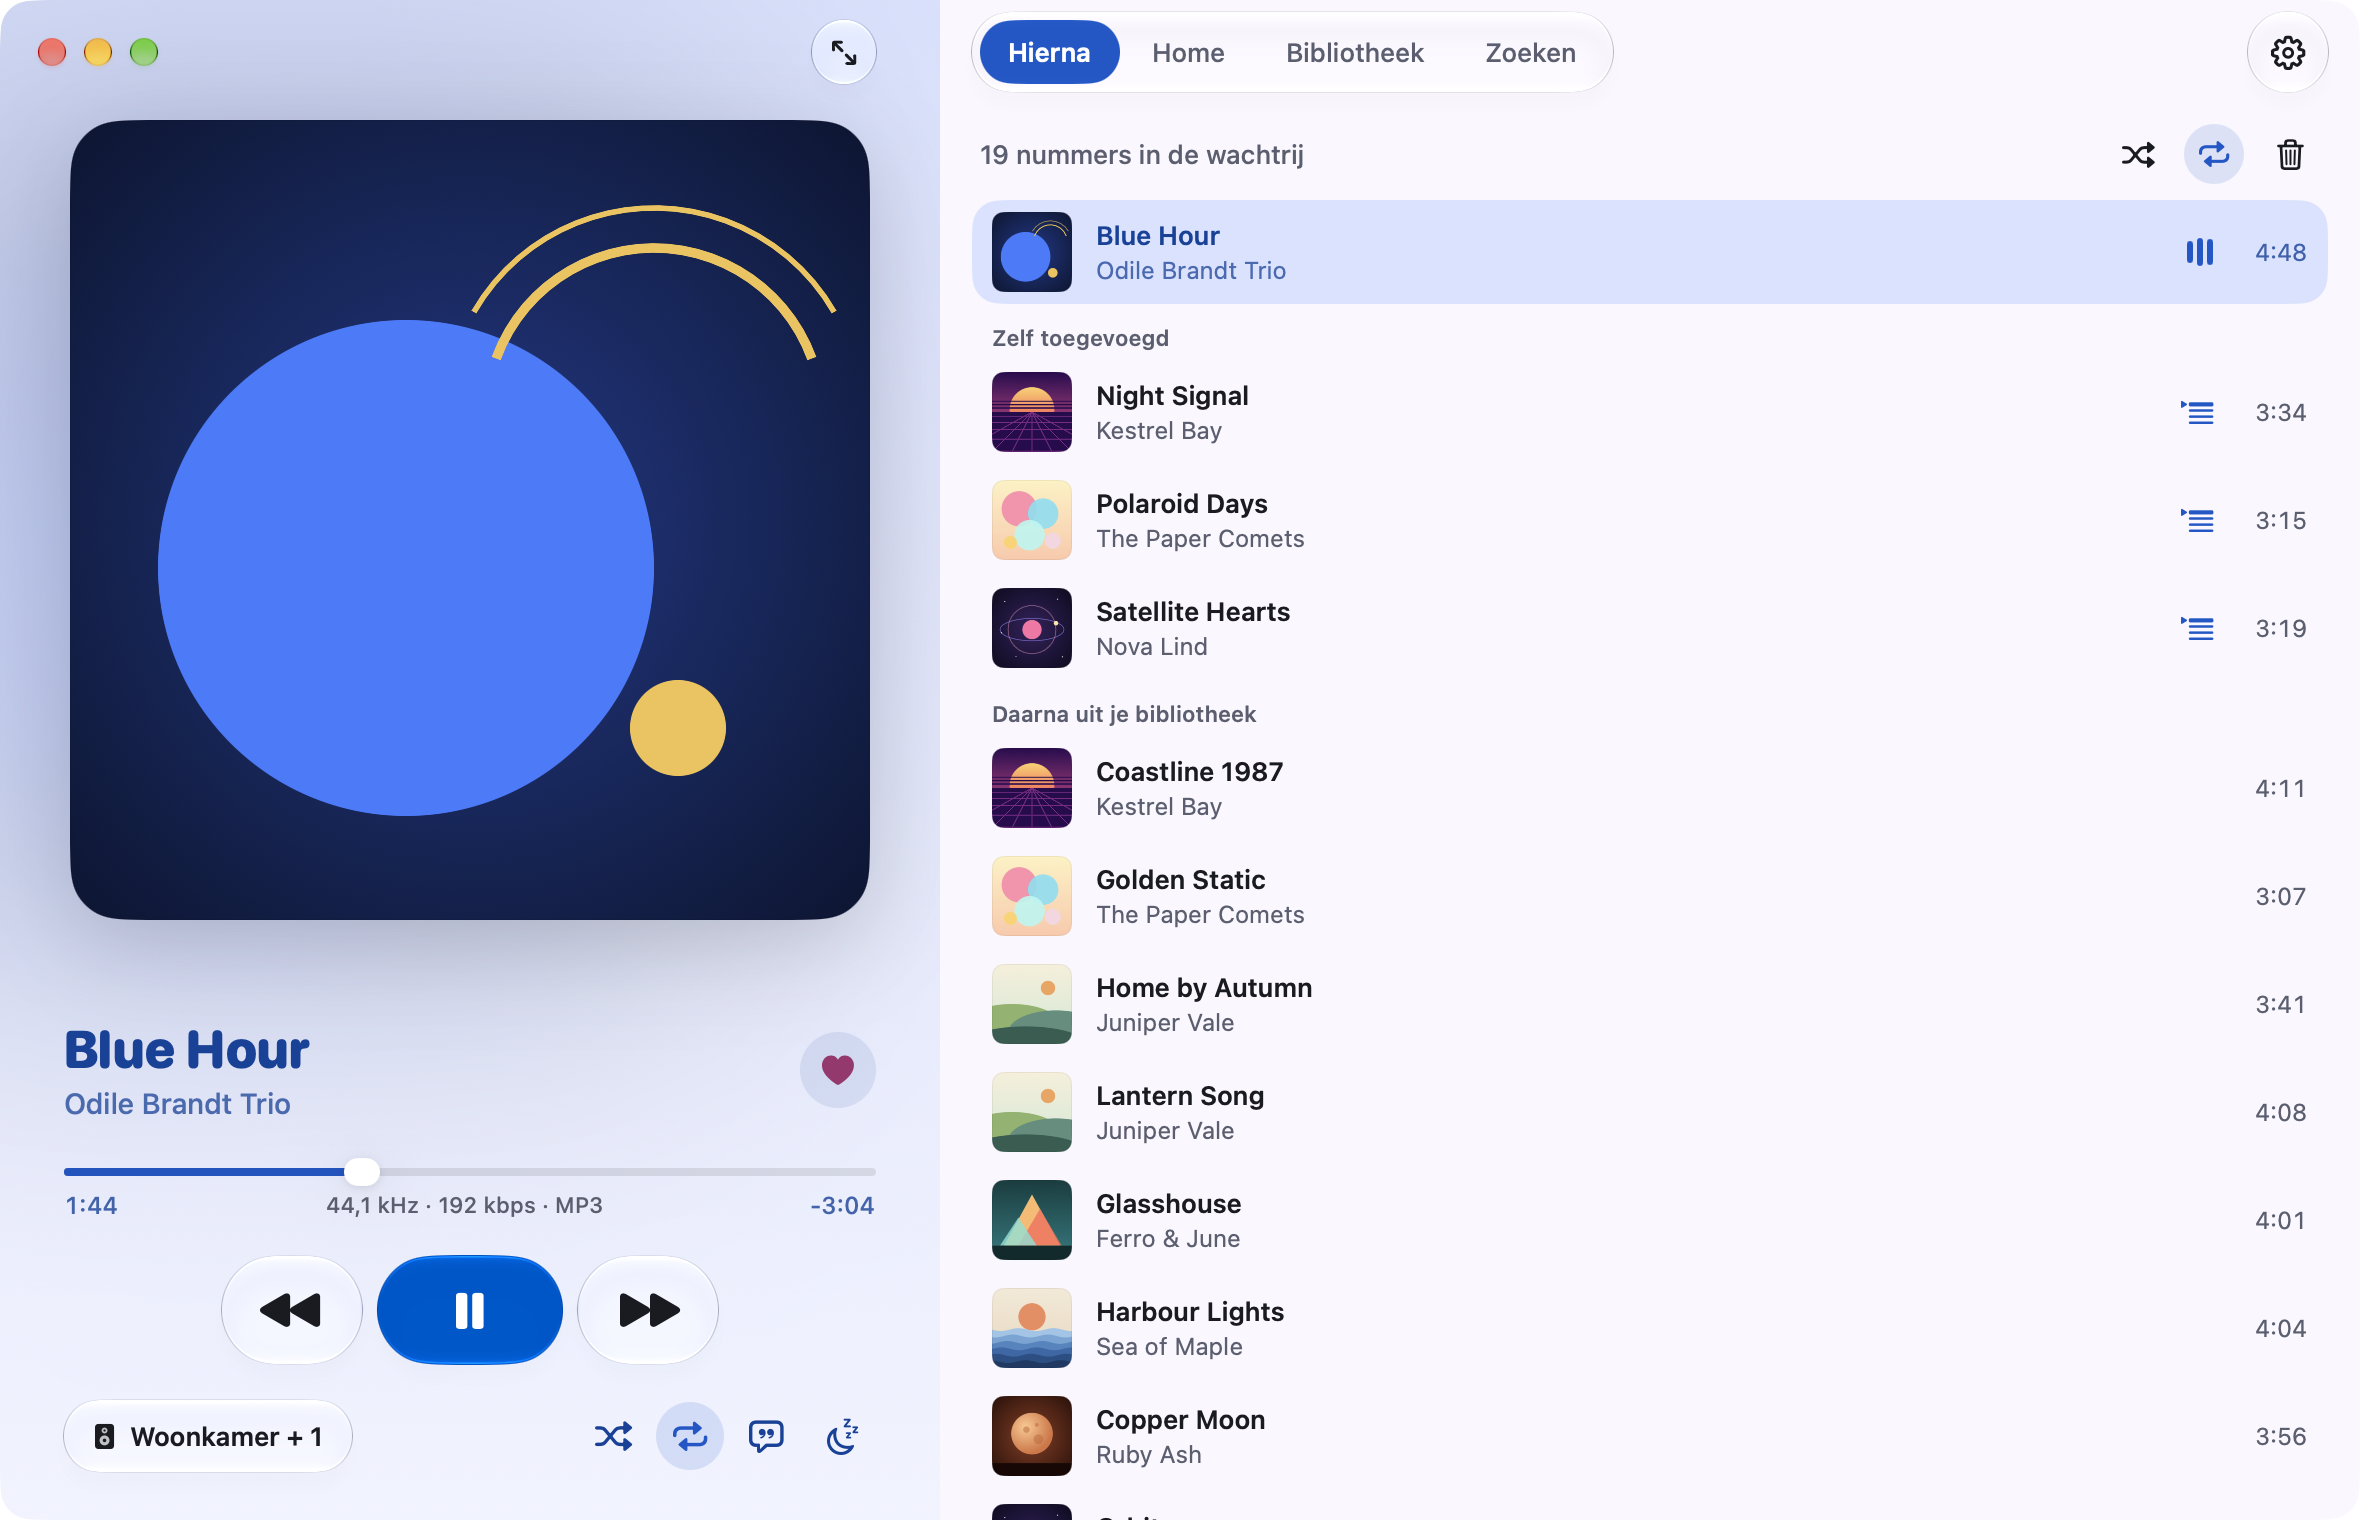 Hierna
Home
Bibliotheek
Zoeken
19 nummers in de wachtrij
Blue Hour
Odile Brandt Trio
4:48
Zelf toegevoegd
Night Signal
Kestrel Bay
3:34
Polaroid Days
The Paper Comets
3:15
Satellite Hearts
Nova Lind
3:19
Daarna uit je bibliotheek
Coastline 1987
Kestrel Bay
4:11
Golden Static
The Paper Comets
3:07
Home by Autumn
Juniper Vale
3:41
Lantern Song
Juniper Vale
4:08
Glasshouse
Ferro & June
4:01
Harbour Lights
Sea of Maple
4:04
Copper Moon
Ruby Ash
3:56
Blue Hour
Odile Brandt Trio
1:44
44,1 kHz · 192 kbps · MP3
-3:04
Woonkamer + 1